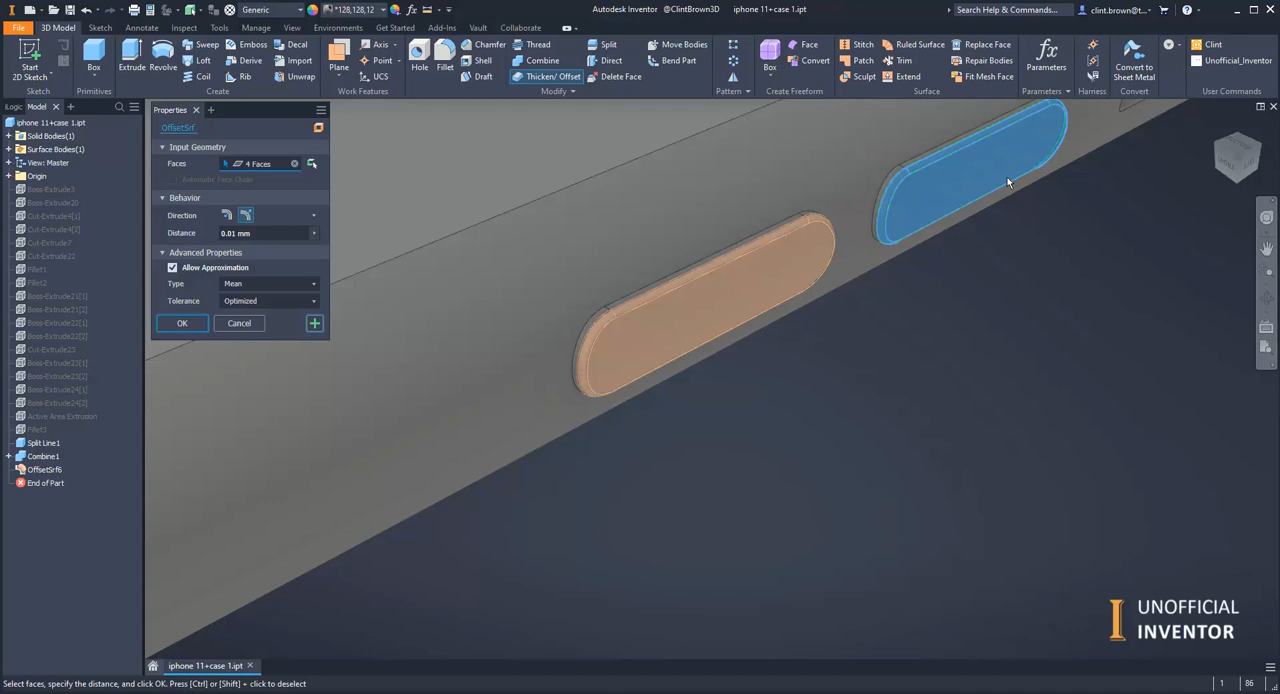 Generic
*128,128,12
Autodesk Inventor @ClintBrown3D iphone 11+case 1.ipt
Search Help & Commands...
clint.brown@t...
File
3D Model
Sketch
Annotate
Inspect
Tools
Manage
View
Environments
Get Started
Add-Ins
Vault
Collaborate
Start
2D Sketch
Sketch
Box
Primitives
Extrude
Revolve
Sweep
Loft
Coil
Emboss
Derive
Rib
Decal
Import
Unwrap
Create
Plane
Axis
Point
UCS
Work Features
Hole
Fillet
Chamfer
Shell
Draft
Thread
Combine
Thicken/ Offset
Split
Direct
Delete Face
Move Bodies
Bend Part
Modify
Pattern
Box
Face
Convert
Create Freeform
Stitch
Patch
Sculpt
Ruled Surface
Trim
Extend
Replace Face
Repair Bodies
Fit Mesh Face
Surface
Parameters
Parameters
Harness
Convert to
Sheet Metal
Convert
Clint
Unofficial_Inventor
User Commands
iLogic
Model
iphone 11+case 1.ipt
Solid Bodies(1)
Surface Bodies(1)
View: Master
Origin
Boss-Extrude3
Boss-Extrude20
Cut-Extrude4[1]
Cut-Extrude4[2]
Cut-Extrude7
Cut-Extrude22
Fillet1
Fillet2
Boss-Extrude21[1]
Boss-Extrude21[2]
Boss-Extrude22[1]
Boss-Extrude22[2]
Cut-Extrude23
Boss-Extrude23[1]
Boss-Extrude23[2]
Boss-Extrude24[1]
Boss-Extrude24[2]
Active Area Extrusion
Fillet3
Split Line1
Combine1
OffsetSrf6
End of Part
Properties
OffsetSrf
Input Geometry
Faces 4 Faces
Automatic Face Chain
Behavior
Direction
Distance 0.01 mm
Advanced Properties
Allow Approximation
Type Mean
Tolerance Optimized
OK Cancel
UNOFFICIAL
INVENTOR
iphone 11+case 1.ipt
Select faces, specify the distance, and click OK. Press [Ctrl] or [Shift] + click to deselect
1 86